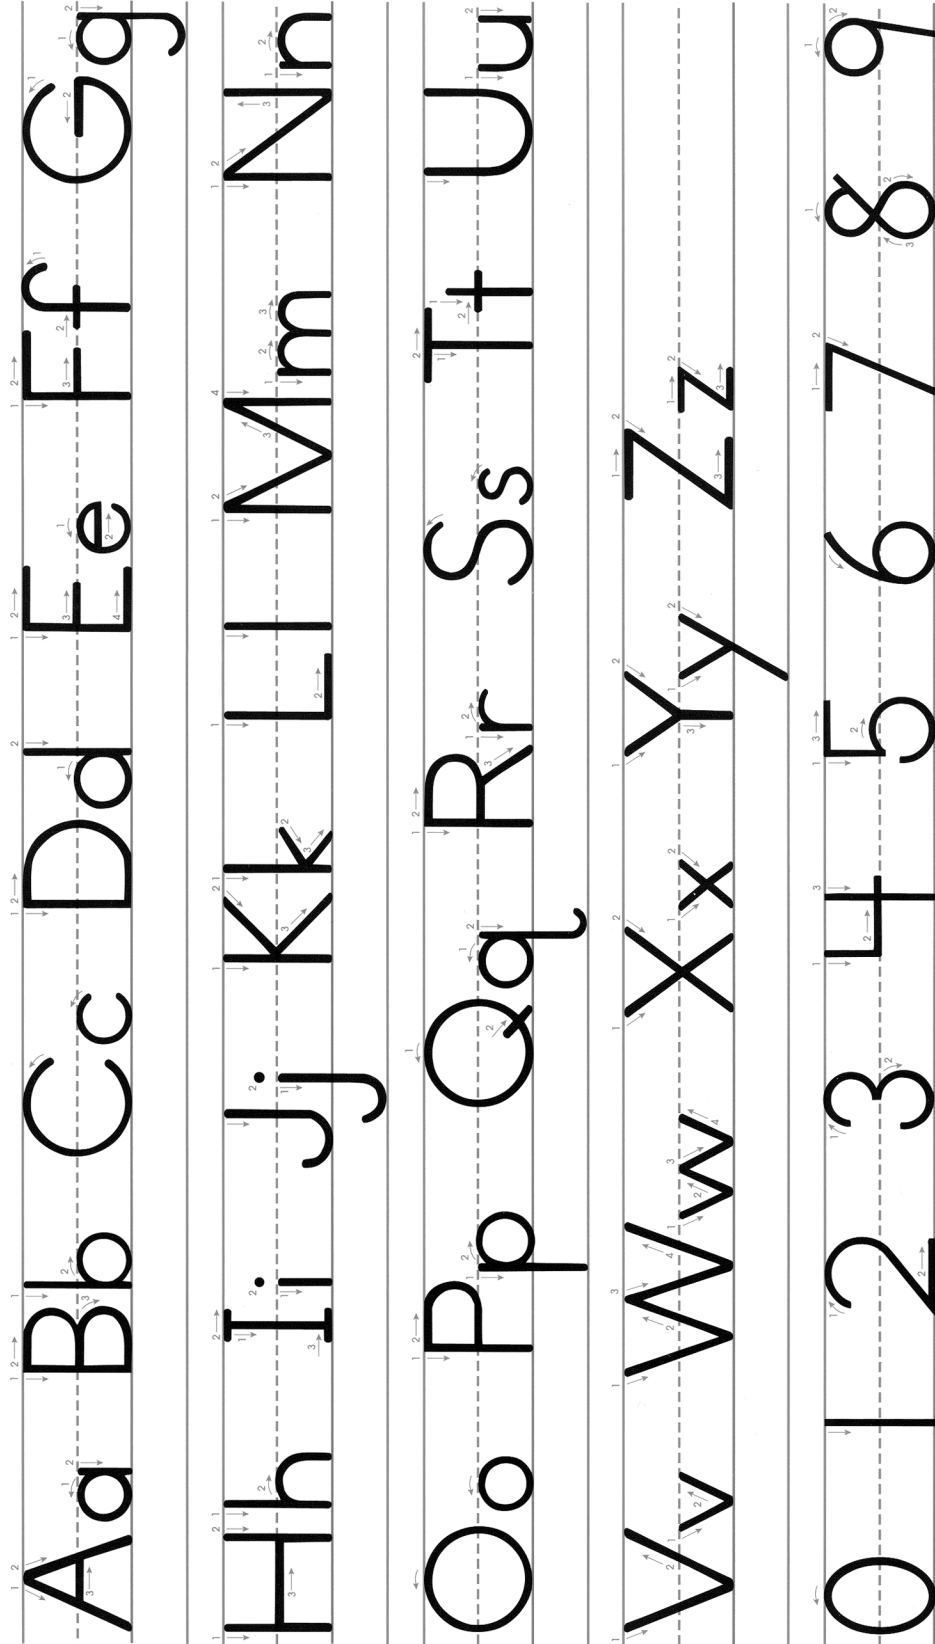 Aa Bb Cc Dd Ee Ff Gg
Hh Ii Jj Kk Ll Mm Nn
Oo Pp Qq Rr Ss Tt Uu
Vv Ww Xx Yy Zz
0 1 2 3 4 5 6 7 8 9